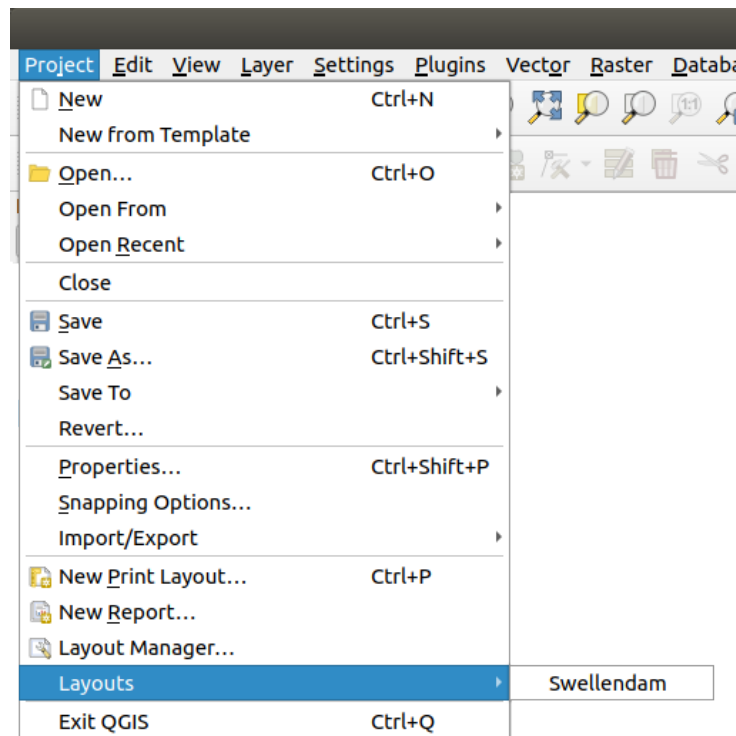 Project Edit View Layer Settings Plugins Vector Raster Databa
New Ctrl+N
New from Template
Open... Ctrl+O
Open From
Open Recent
Close
Save Ctrl+S
Save As... Ctrl+Shift+S
Save To
Revert...
Properties... Ctrl+Shift+P
Snapping Options...
Import/Export
New Print Layout... Ctrl+P
New Report...
Layout Manager...
Layouts Swellendam
Exit QGIS Ctrl+Q